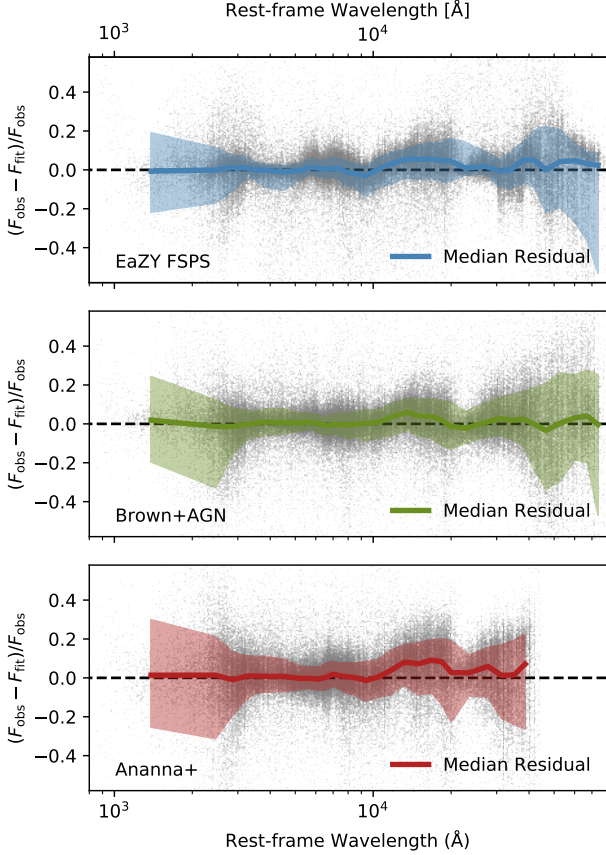 Rest-frame Wavelength [Å]
10³ 10⁴
0.4
0.2
0.0
−0.2
−0.4
(F_obs − F_fit)/F_obs
EaZY FSPS
Median Residual
0.4
0.2
0.0
−0.2
−0.4
(F_obs − F_fit)/F_obs
Brown+AGN
Median Residual
0.4
0.2
0.0
−0.2
−0.4
(F_obs − F_fit)/F_obs
Ananna+
Median Residual
10³ 10⁴
Rest-frame Wavelength (Å)